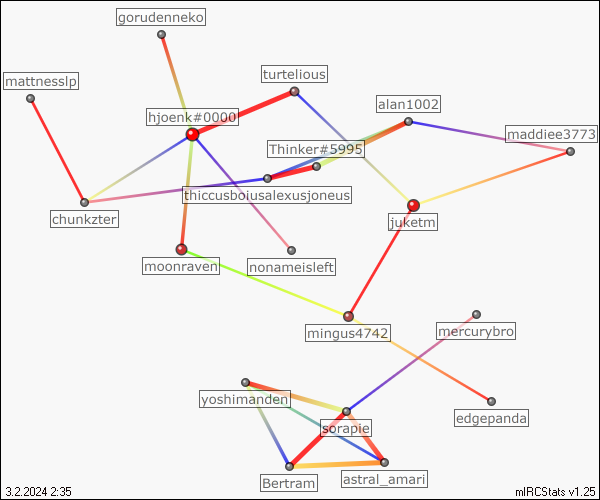 gorudenneko
turtelious
mattnesslp
alan1002
hjoenk#0000
maddiee3773
Thinker#5995
thiccusboiusalexusjoneus
chunkzter
juketm
moonraven
nonameisleft
mingus4742
mercurybro
yoshimanden
edgepanda
sorapie
Bertram
astral_amari
3.2.2024 2:35
mIRCStats v1.25